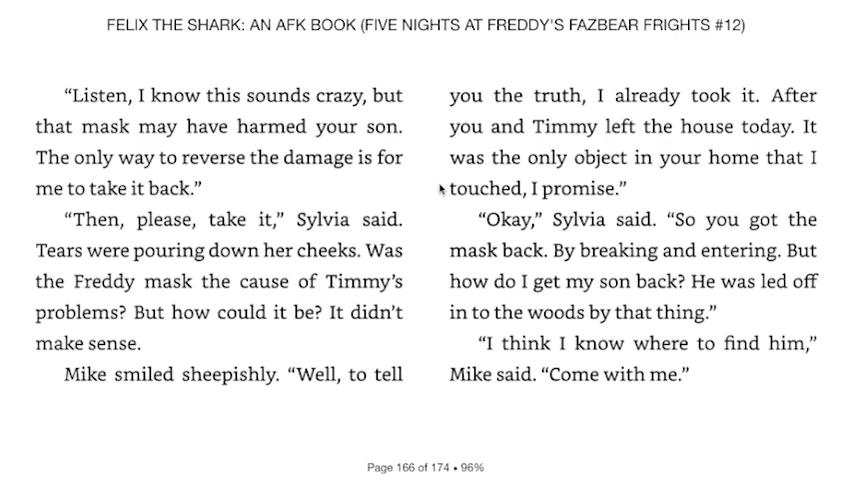 FELIX THE SHARK: AN AFK BOOK (FIVE NIGHTS AT FREDDY'S FAZBEAR FRIGHTS #12)
“Listen, I know this sounds crazy, but
that mask may have harmed your son.
The only way to reverse the damage is for
me to take it back.”
“Then, please, take it,” Sylvia said.
Tears were pouring down her cheeks. Was
the Freddy mask the cause of Timmy’s
problems? But how could it be? It didn’t
make sense.
Mike smiled sheepishly. “Well, to tell
you the truth, I already took it. After
you and Timmy left the house today. It
was the only object in your home that I
touched, I promise.”
“Okay,” Sylvia said. “So you got the
mask back. By breaking and entering. But
how do I get my son back? He was led off
in to the woods by that thing.”
“I think I know where to find him,”
Mike said. “Come with me.”
Page 166 of 174 • 96%